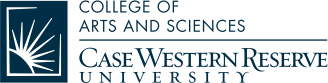 COLLEGE OF
ARTS AND SCIENCES
CASE WESTERN RESERVE
UNIVERSITY